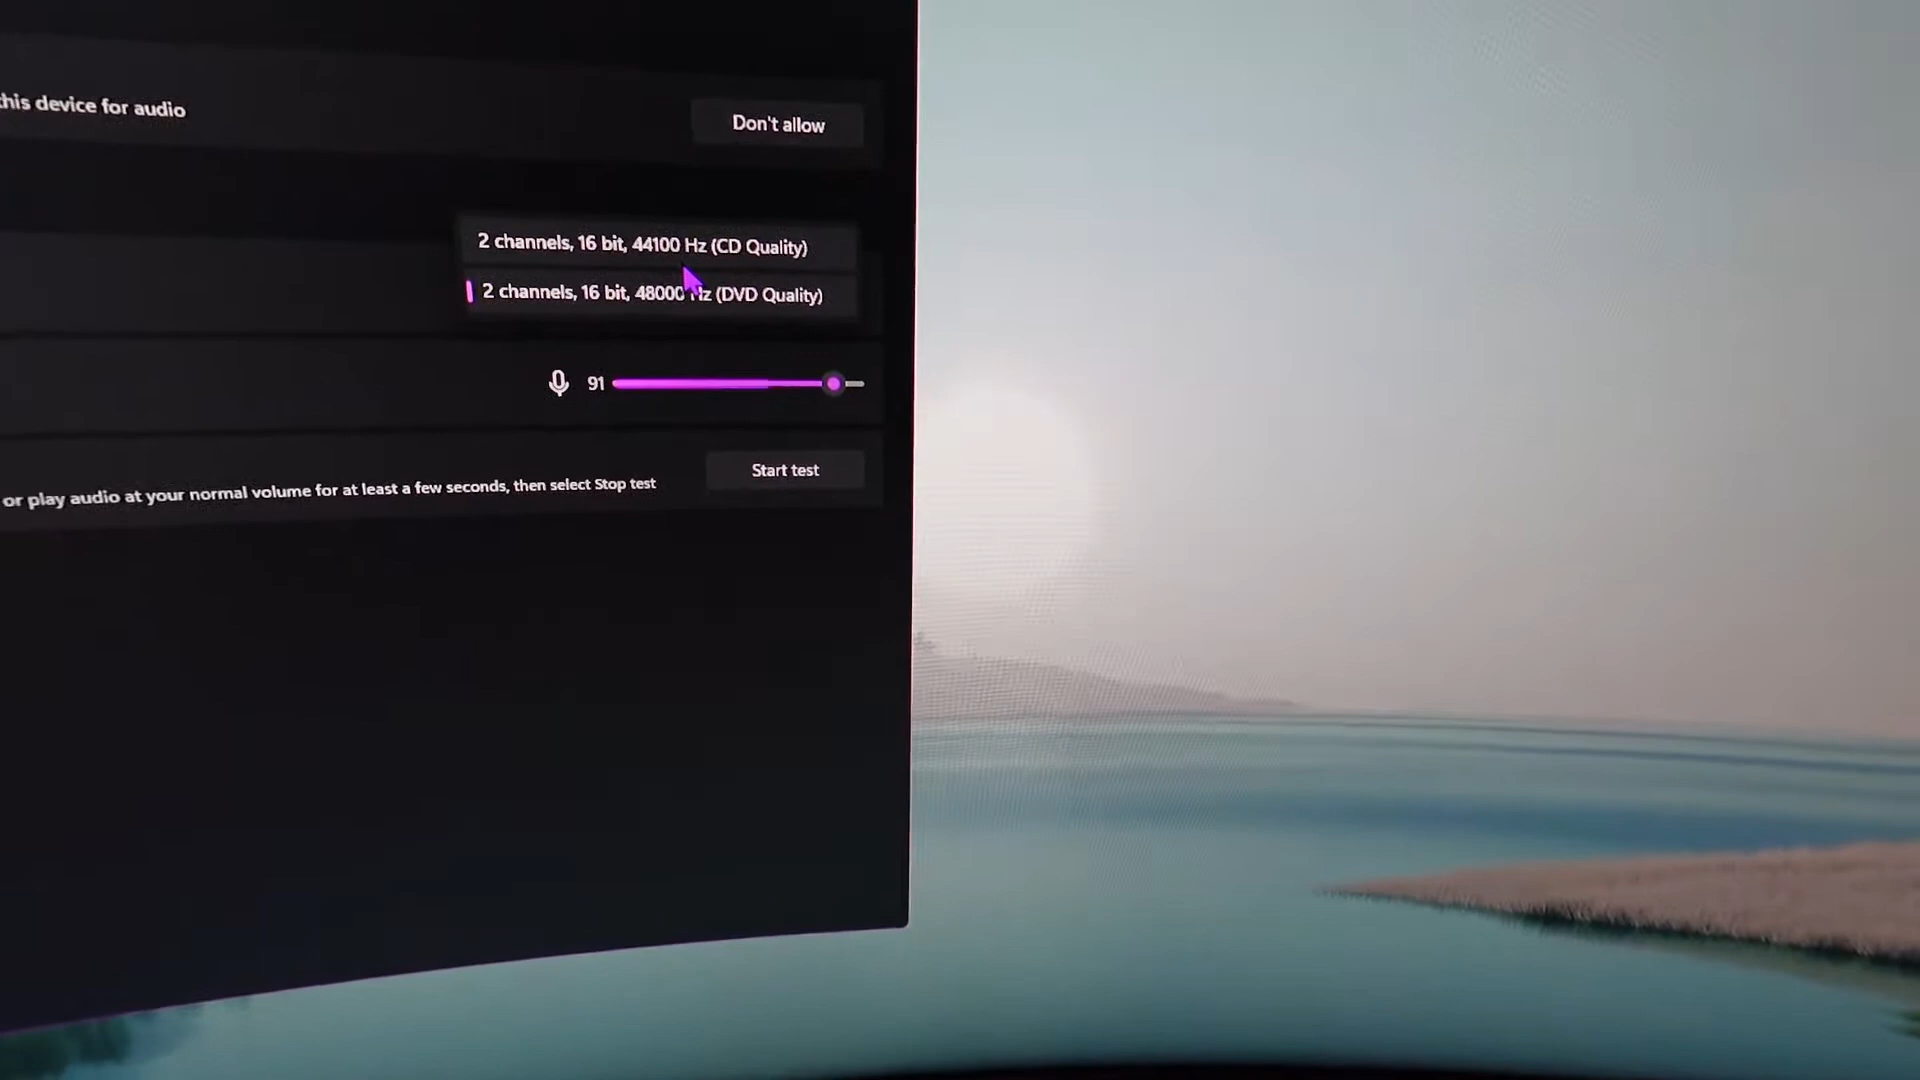 this device for audio
Don't allow
2 channels, 16 bit, 44100 Hz (CD Quality)
2 channels, 16 bit, 48000 Hz (DVD Quality)
91
Start test
or play audio at your normal volume for at least a few seconds, then select Stop test